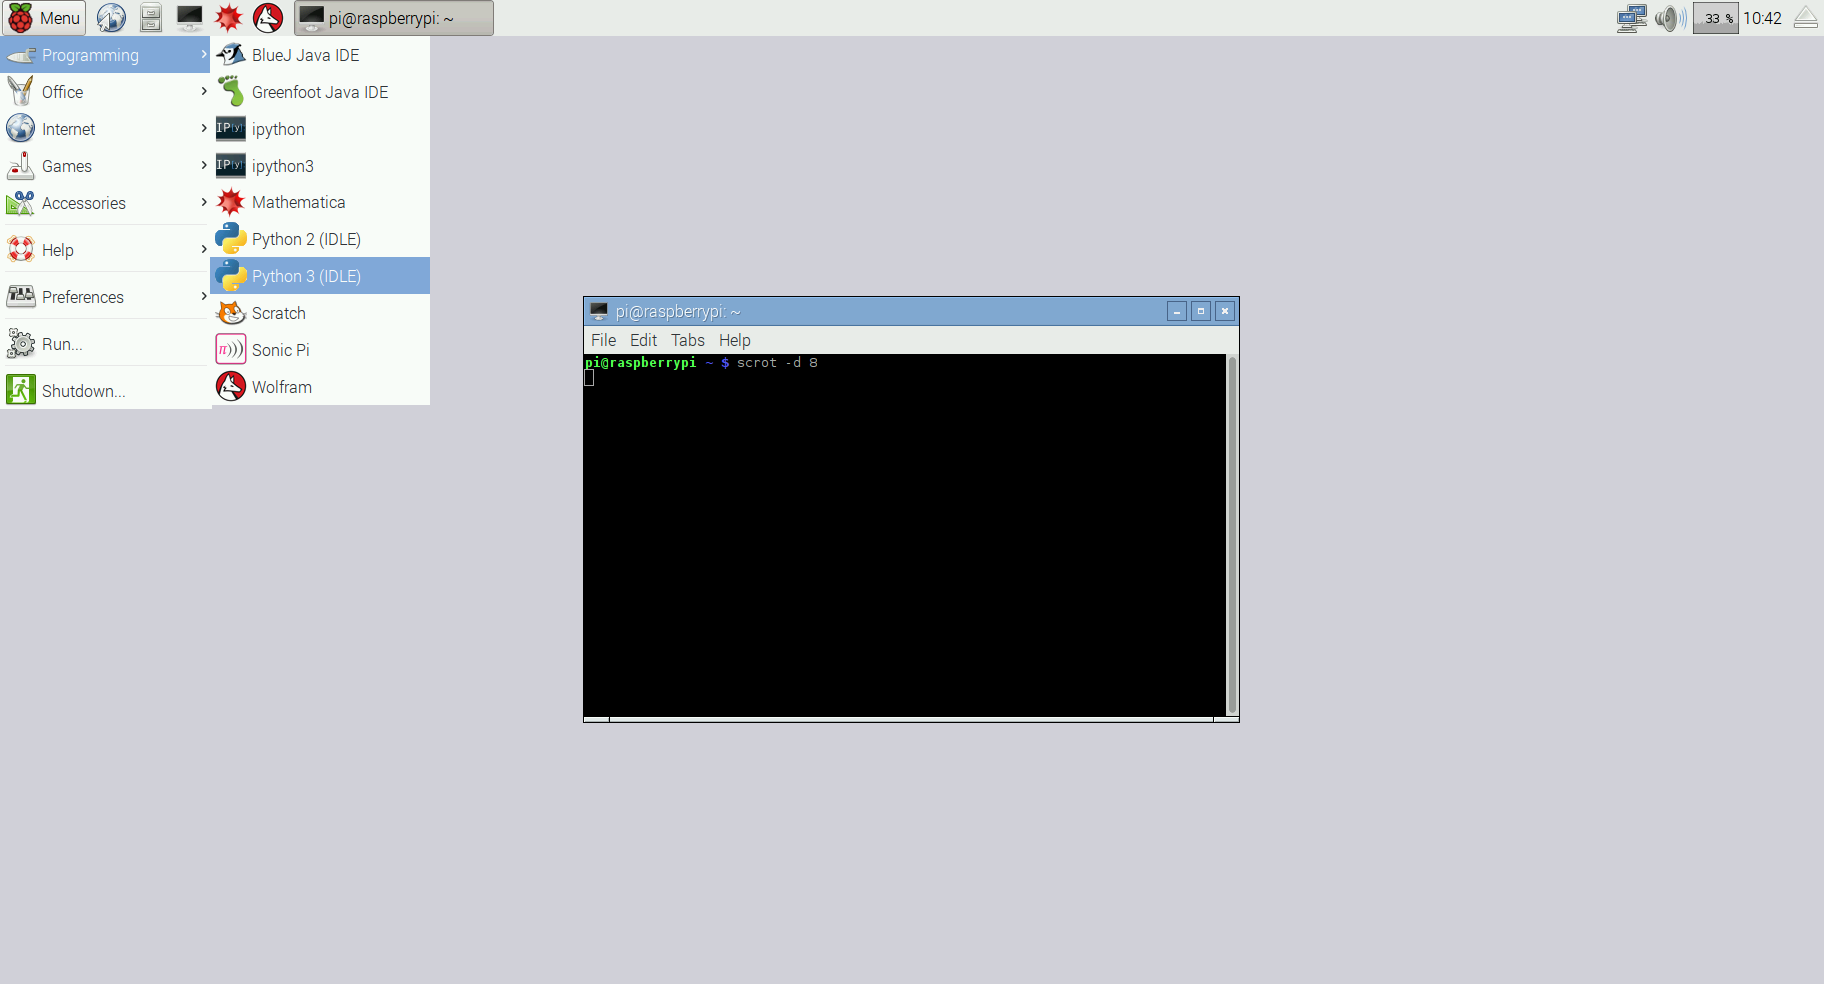 Menu pi@raspberrypi: ~ 33 % 10:42
Programming
Office
Internet
Games
Accessories
Help
Preferences
Run...
Shutdown...
BlueJ Java IDE
Greenfoot Java IDE
IP[y] ipython
IP[y] ipython3
Mathematica
Python 2 (IDLE)
Python 3 (IDLE)
Scratch
π))) Sonic Pi
Wolfram
pi@raspberrypi: ~
File Edit Tabs Help
pi@raspberrypi ~ $ scrot -d 8